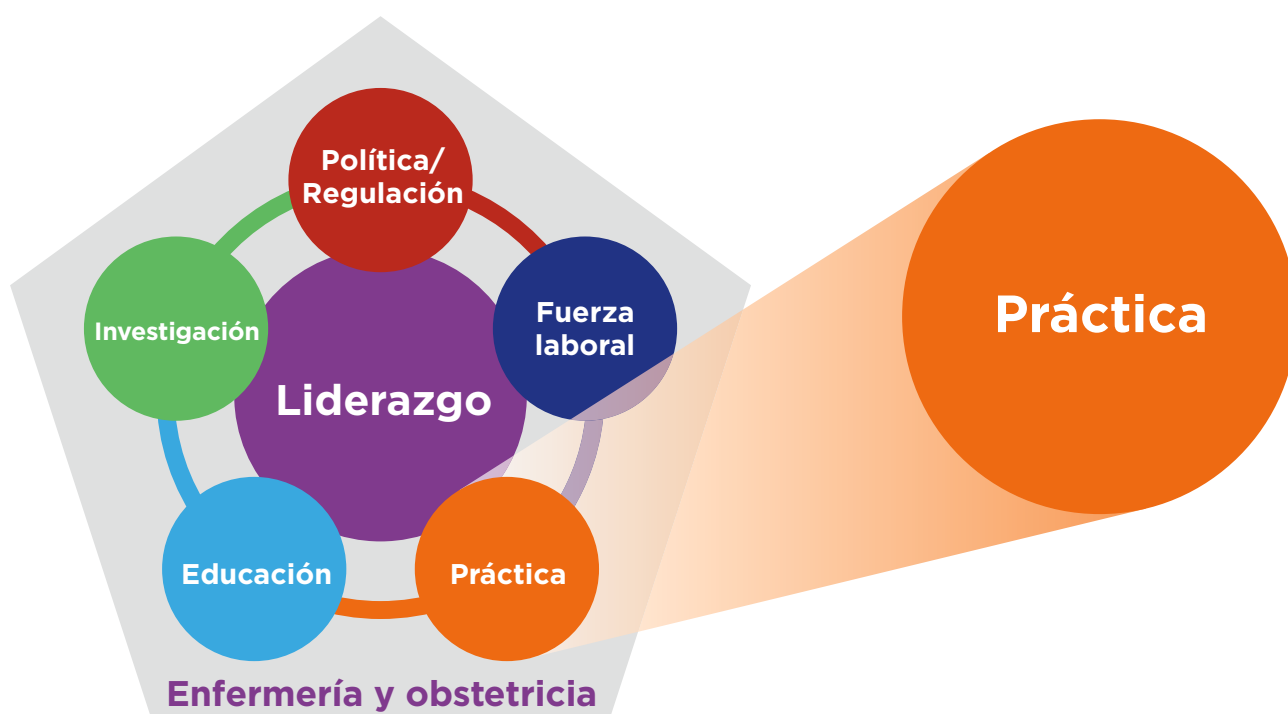 Política/
Regulación
Fuerza
laboral
Investigación
Liderazgo
Educación
Práctica
Enfermería y obstetricia
Práctica